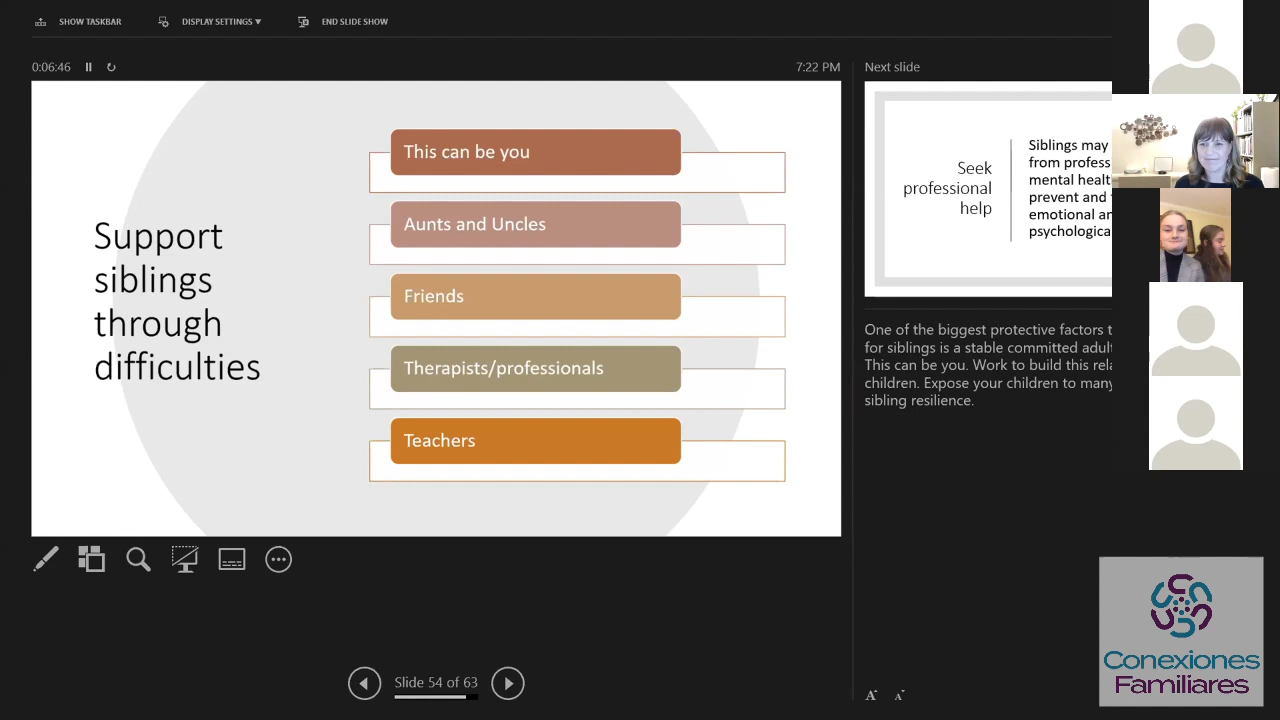 SHOW TASKBAR
DISPLAY SETTINGS
END SLIDE SHOW
0:06:46
7:22 PM
Support
siblings
through
difficulties
This can be you
Aunts and Uncles
Friends
Therapists/professionals
Teachers
Slide 54 of 63
Next slide
Seek
professional
help
Siblings may
from profess
mental healt
prevent and
emotional an
psychologica
One of the biggest protective factors t
for siblings is a stable committed adul
This can be you. Work to build this rela
children. Expose your children to many
sibling resilience.
A A
Conexiones
Familiares